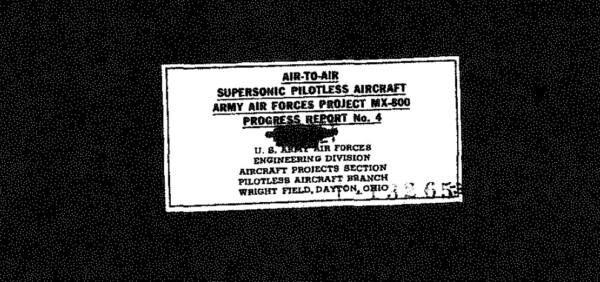 AIR-TO-AIR
SUPERSONIC PILOTLESS AIRCRAFT
ARMY AIR FORCES PROJECT MX-800
PROGRESS REPORT No. 4
U. S. ARMY AIR FORCES
ENGINEERING DIVISION
AIRCRAFT PROJECTS SECTION
PILOTLESS AIRCRAFT BRANCH
WRIGHT FIELD, DAYTON, OHIO